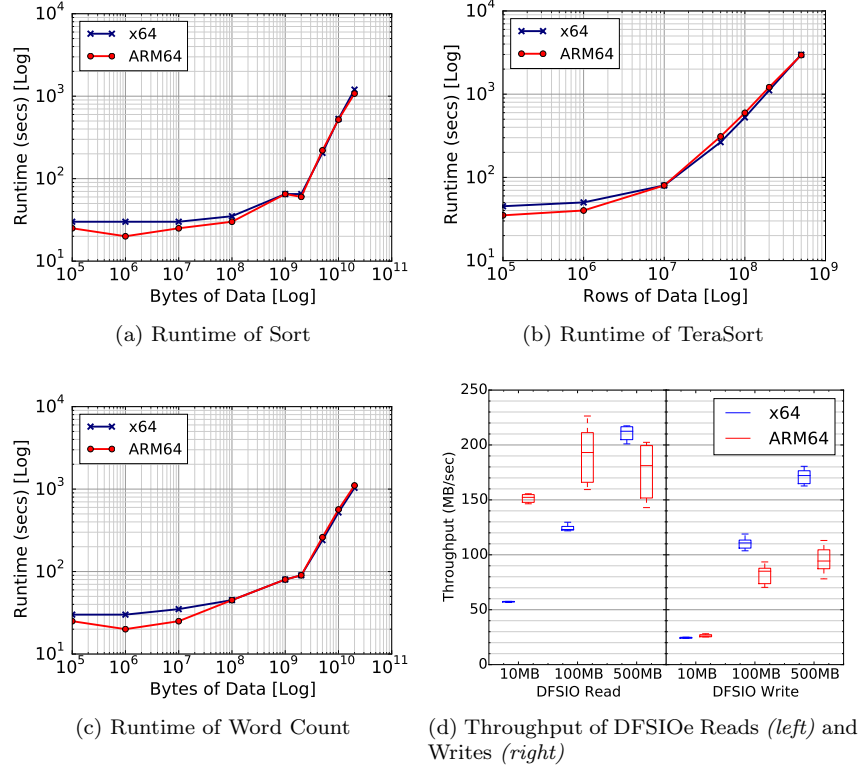 10^4
10^3
10^2
10^1
Runtime (secs) [Log]
x64
ARM64
10^5 10^6 10^7 10^8 10^9 10^10 10^11
Bytes of Data [Log]
(a) Runtime of Sort
10^4
10^3
10^2
10^1
Runtime (secs) [Log]
x64
ARM64
10^5 10^6 10^7 10^8 10^9
Rows of Data [Log]
(b) Runtime of TeraSort
10^4
10^3
10^2
10^1
Runtime (secs) [Log]
x64
ARM64
10^5 10^6 10^7 10^8 10^9 10^10 10^11
Bytes of Data [Log]
(c) Runtime of Word Count
250
200
150
100
50
0
Throughput (MB/sec)
x64
ARM64
10MB 100MB 500MB 10MB 100MB 500MB
DFSIO Read DFSIO Write
(d) Throughput of DFSIOe Reads (left) and
Writes (right)